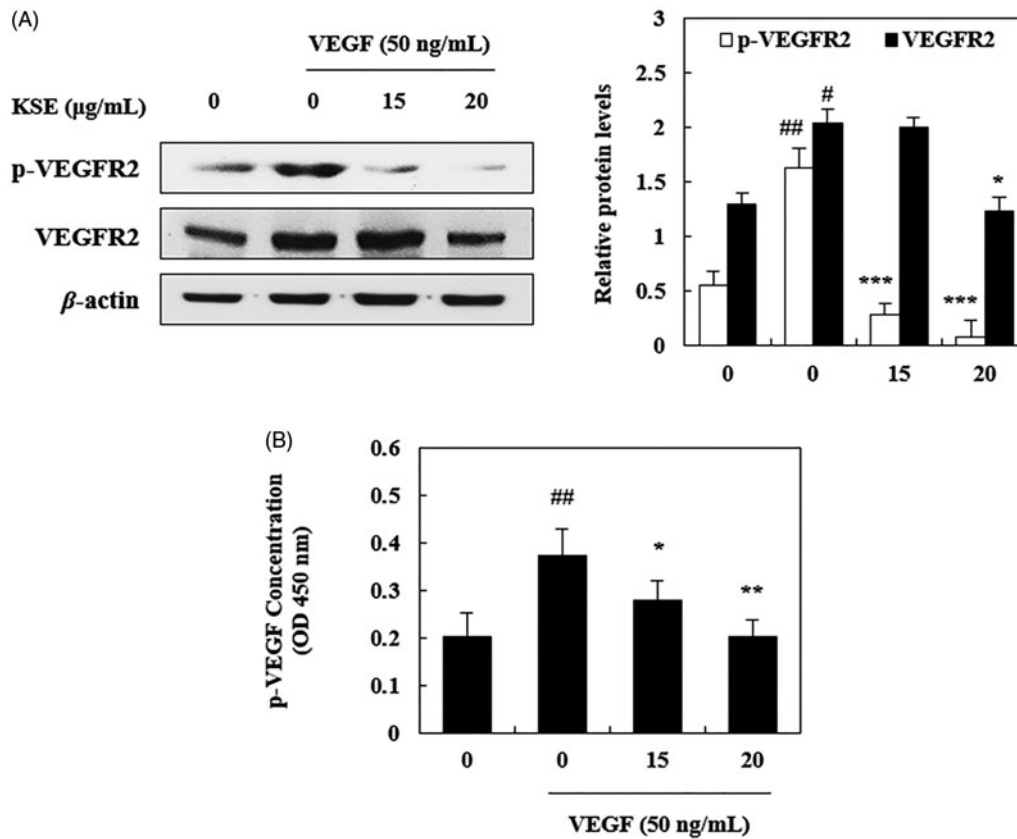 (A)
VEGF (50 ng/mL)
KSE (μg/mL) 0 0 15 20
p-VEGFR2
VEGFR2
β-actin
p-VEGFR2 VEGFR2
Relative protein levels
3
2.5
2
1.5
1
0.5
0
##
#
***
***
*
0 0 15 20
(B)
p-VEGF Concentration
(OD 450 nm)
0.6
0.5
0.4
0.3
0.2
0.1
0
##
*
**
0 0 15 20
VEGF (50 ng/mL)